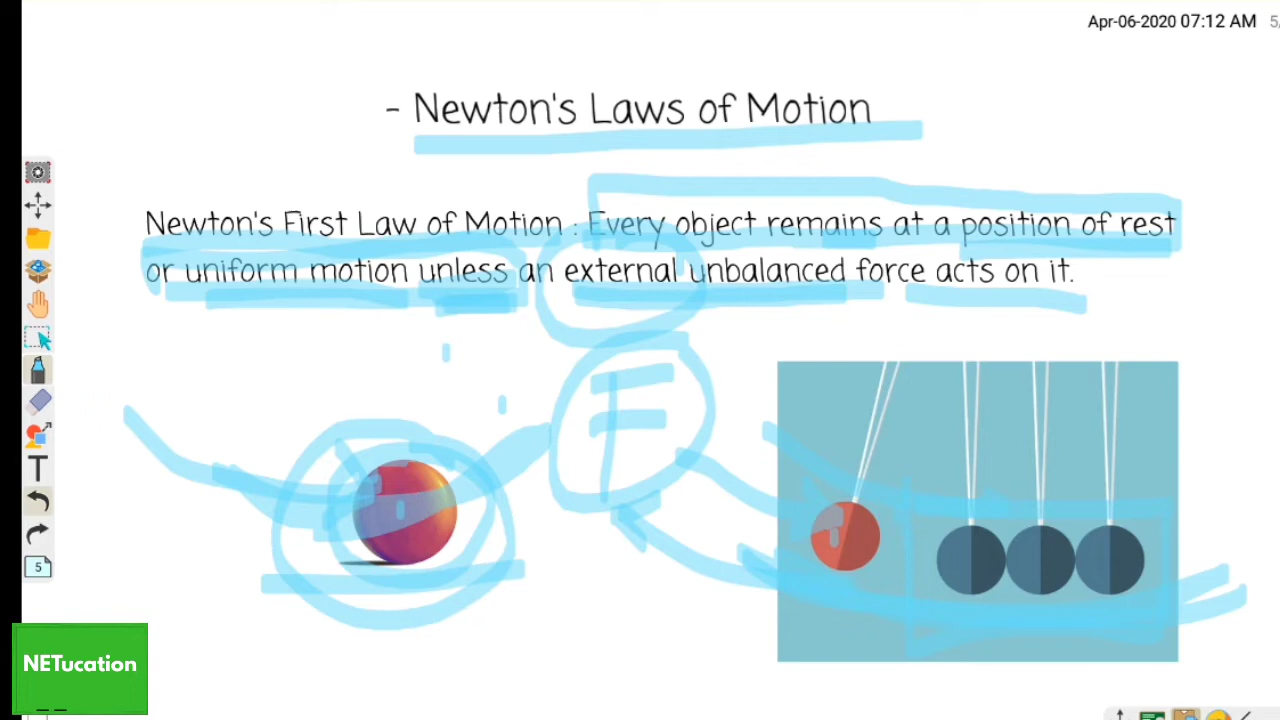 Apr-06-2020 07:12 AM 5/
- Newton's Laws of Motion
Newton's First Law of Motion : Every object remains at a position of rest
or uniform motion unless an external unbalanced force acts on it.
F
T
5
NETucation